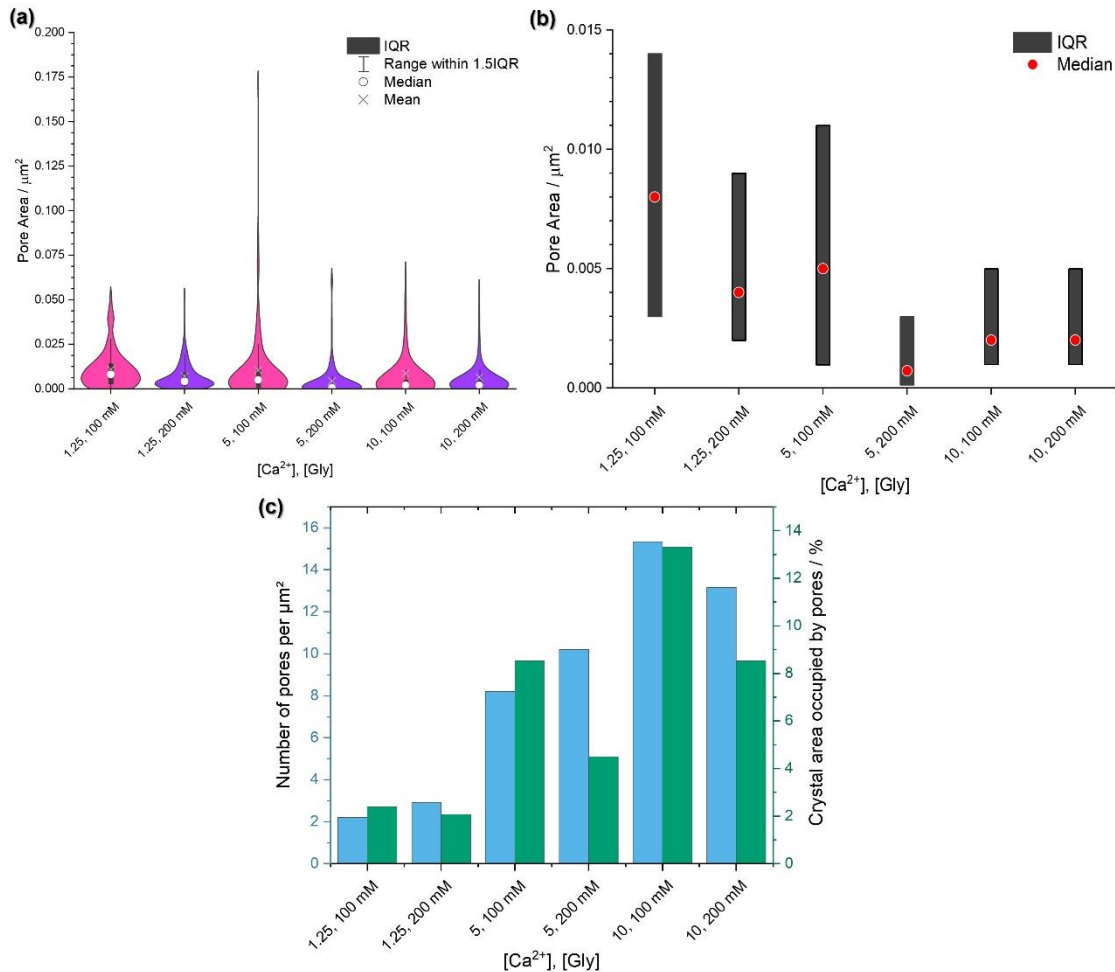 (a)
0.200
0.175
0.150
0.125
0.100
0.075
0.050
0.025
0.000
Pore Area / μm²
IQR
Range within 1.5IQR
Median
Mean
1.25, 100 mM
1.25, 200 mM
5, 100 mM
5, 200 mM
10, 100 mM
10, 200 mM
[Ca²⁺], [Gly]
(b)
0.015
0.010
0.005
0.000
Pore Area / μm²
IQR
Median
1.25, 100 mM
1.25, 200 mM
5, 100 mM
5, 200 mM
10, 100 mM
10, 200 mM
[Ca²⁺], [Gly]
(c)
16
14
12
10
8
6
4
2
0
Number of pores per μm²
14
12
10
8
6
4
2
0
Crystal area occupied by pores / %
1.25, 100 mM
1.25, 200 mM
5, 100 mM
5, 200 mM
10, 100 mM
10, 200 mM
[Ca²⁺], [Gly]